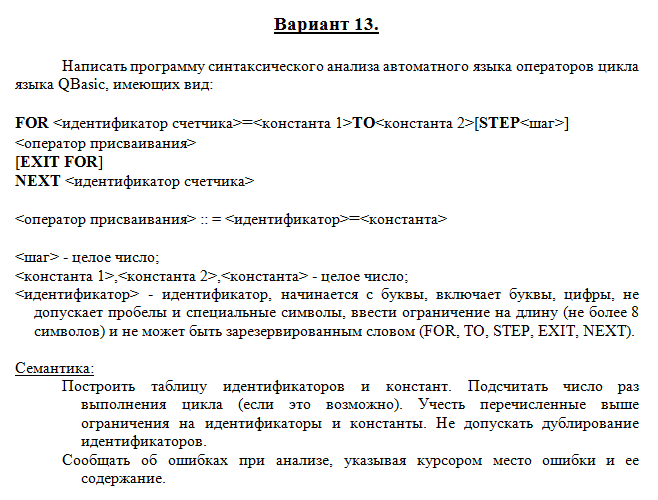 Вариант 13.
Написать программу синтаксического анализа автоматного языка операторов цикла
языка QBasic, имеющих вид:
FOR <идентификатор счетчика>=<константа 1>TO<константа 2>[STEP<шаг>]
<оператор присваивания>
[EXIT FOR]
NEXT <идентификатор счетчика>
<оператор присваивания> :: = <идентификатор>=<константа>
<шаг> - целое число;
<константа 1>,<константа 2>,<константа> - целое число;
<идентификатор> - идентификатор, начинается с буквы, включает буквы, цифры, не
допускает пробелы и специальные символы, ввести ограничение на длину (не более 8
символов) и не может быть зарезервированным словом (FOR, TO, STEP, EXIT, NEXT).
Семантика:
Построить таблицу идентификаторов и констант. Подсчитать число раз
выполнения цикла (если это возможно). Учесть перечисленные выше
ограничения на идентификаторы и константы. Не допускать дублирование
идентификаторов.
Сообщать об ошибках при анализе, указывая курсором место ошибки и ее
содержание.